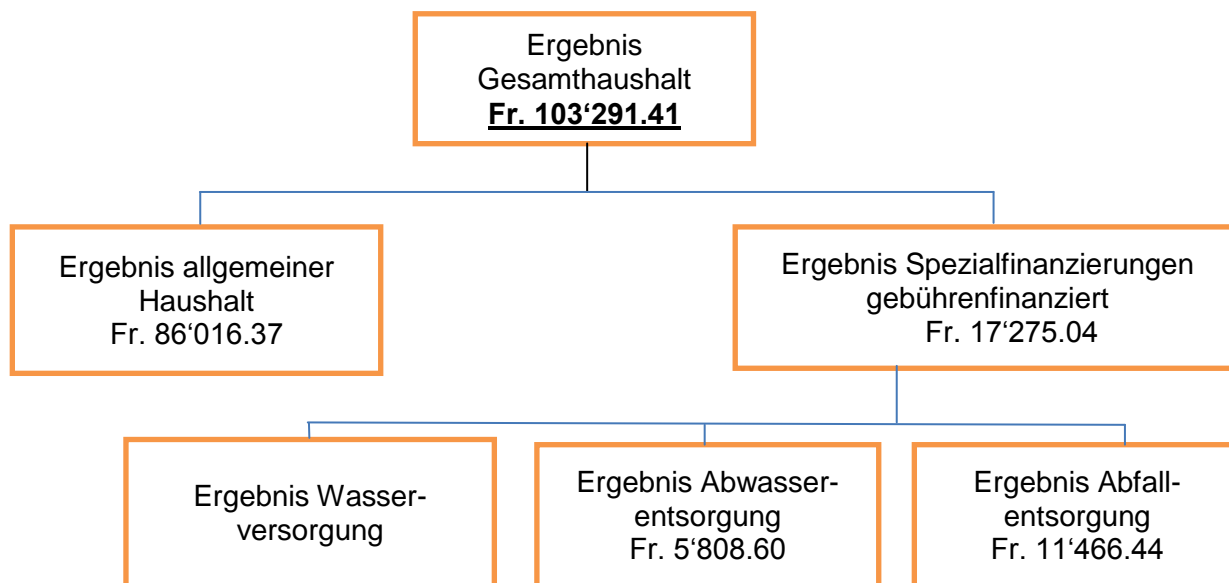 Ergebnis
Gesamthaushalt
Fr. 103‘291.41
Ergebnis allgemeiner
Haushalt
Fr. 86‘016.37
Ergebnis Spezialfinanzierungen
gebührenfinanziert
Fr. 17‘275.04
Ergebnis Wasser-
versorgung
Ergebnis Abwasser-
entsorgung
Fr. 5‘808.60
Ergebnis Abfall-
entsorgung
Fr. 11‘466.44